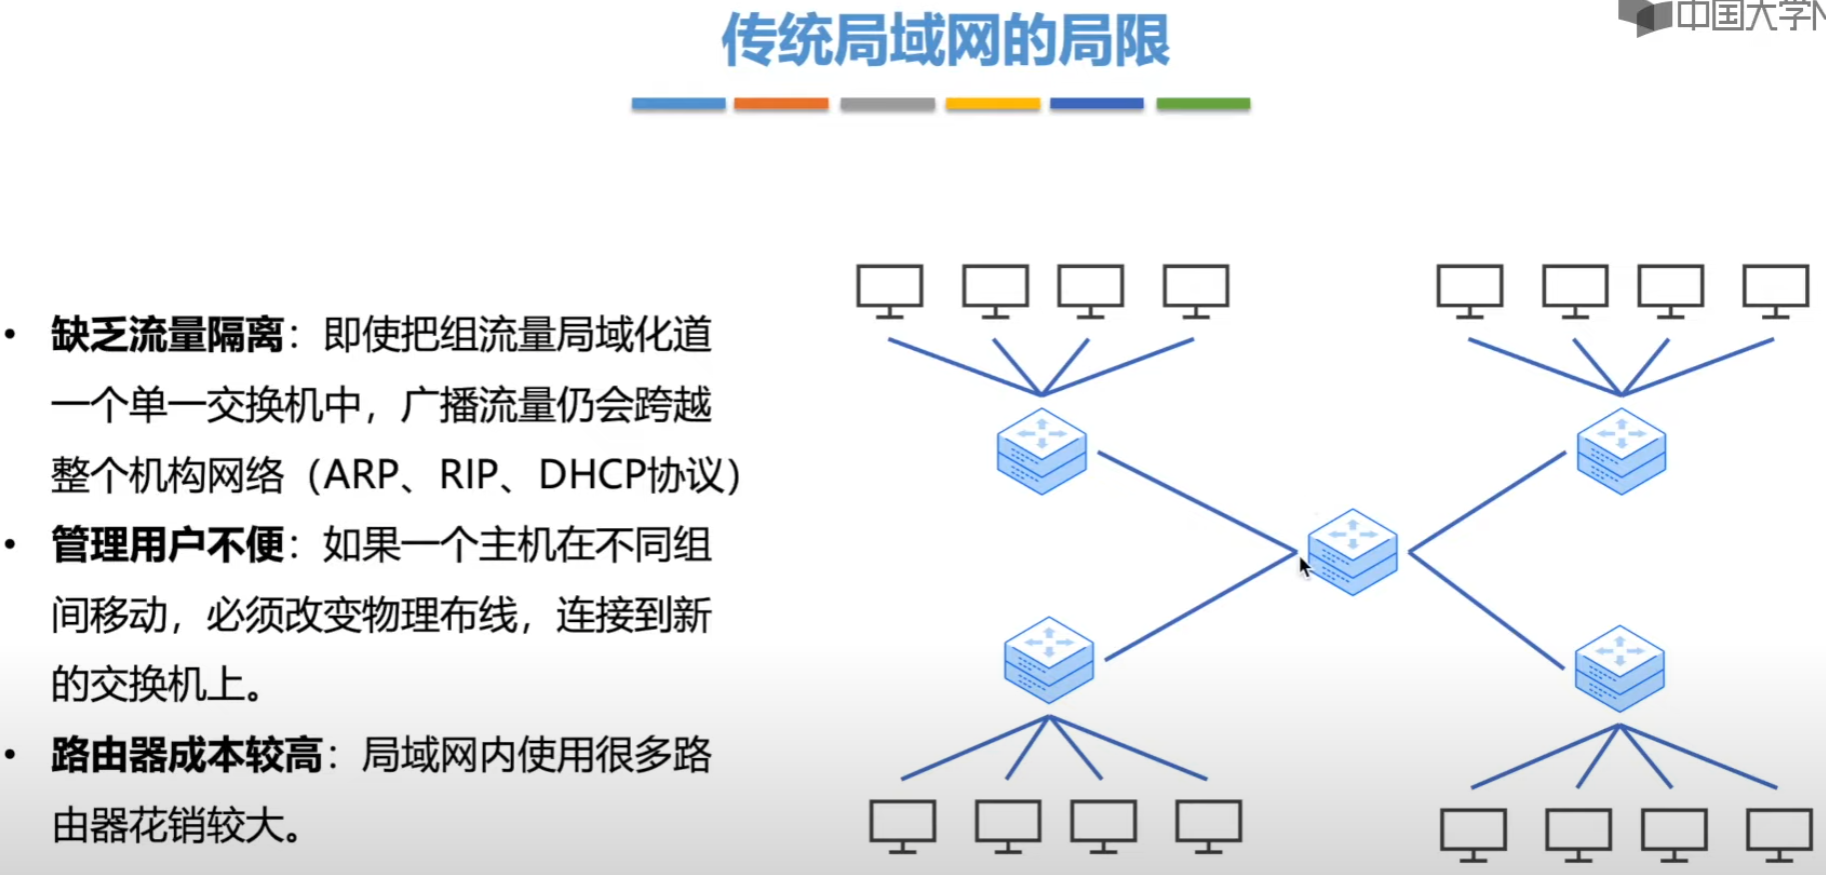 传统局域网的局限
中国大学
• 缺乏流量隔离：即使把组流量局域化道
一个单一交换机中，广播流量仍会跨越
整个机构网络（ARP、RIP、DHCP协议）
• 管理用户不便：如果一个主机在不同组
间移动，必须改变物理布线，连接到新
的交换机上。
• 路由器成本较高：局域网内使用很多路
由器花销较大。